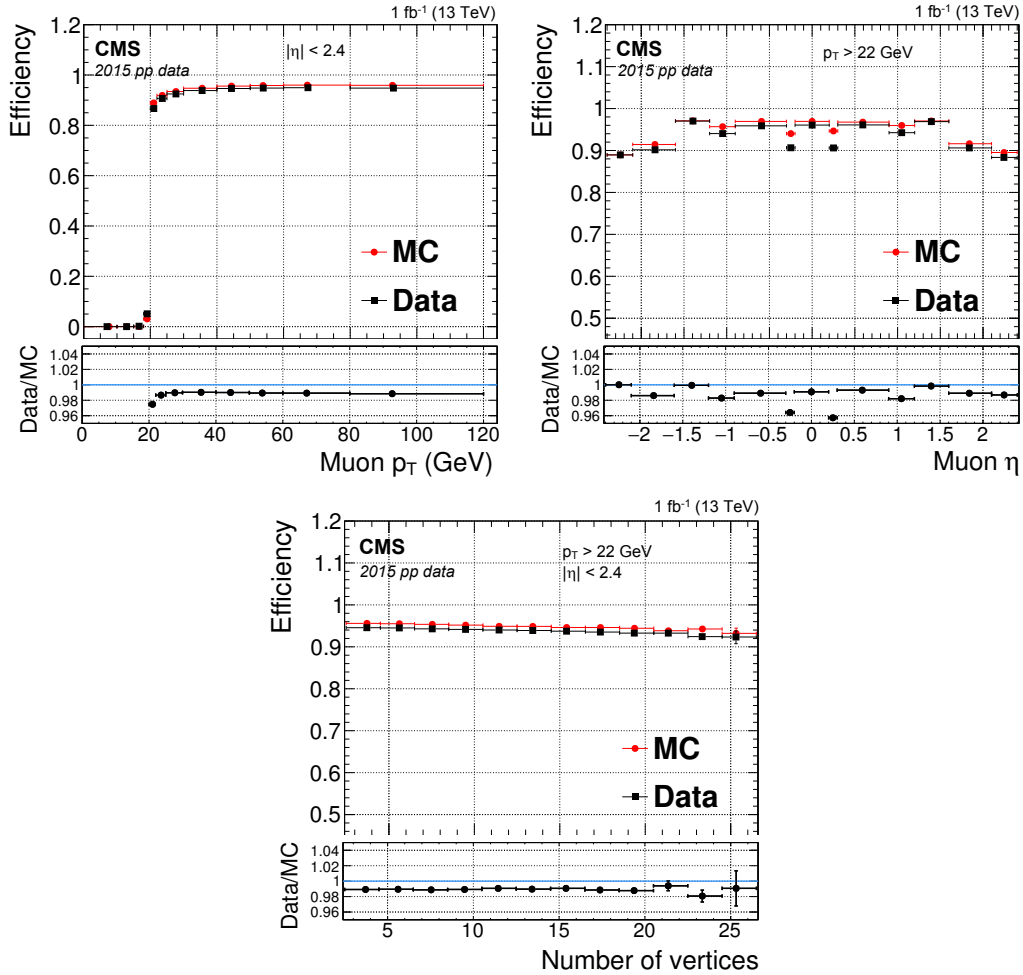 1 fb⁻¹ (13 TeV)
Efficiency
1.2
1
0.8
0.6
0.4
0.2
0
CMS
2015 pp data
|η| < 2.4
MC
Data
Data/MC
1.04
1.02
1
0.98
0.96
0 20 40 60 80 100 120
Muon p_T (GeV)
1 fb⁻¹ (13 TeV)
Efficiency
1.2
1.1
1
0.9
0.8
0.7
0.6
0.5
CMS
2015 pp data
p_T > 22 GeV
MC
Data
Data/MC
1.04
1.02
1
0.98
0.96
−2 −1.5 −1 −0.5 0 0.5 1 1.5 2
Muon η
1 fb⁻¹ (13 TeV)
Efficiency
1.2
1.1
1
0.9
0.8
0.7
0.6
0.5
CMS
2015 pp data
p_T > 22 GeV
|η| < 2.4
MC
Data
Data/MC
1.04
1.02
1
0.98
0.96
5 10 15 20 25
Number of vertices